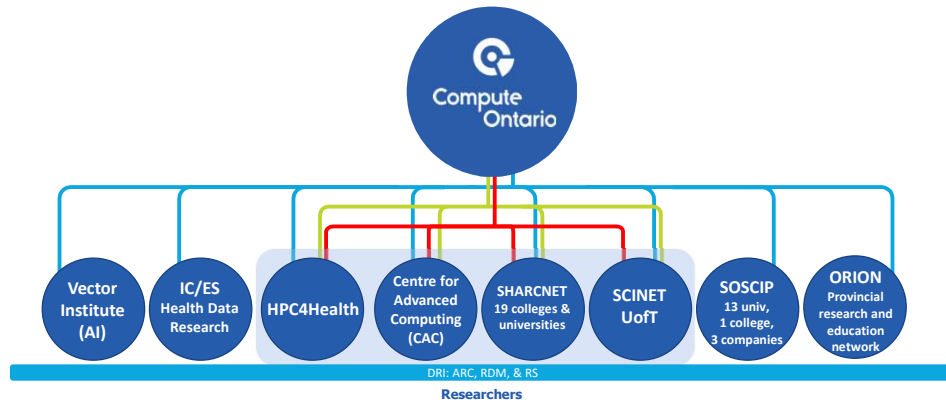 Compute
Ontario
Vector
Institute
(AI)
IC/ES
Health Data
Research
HPC4Health
Centre for
Advanced
Computing
(CAC)
SHARCNET
19 colleges &
universities
SCINET
UofT
SOSCIP
13 univ,
1 college,
3 companies
ORION
Provincial
research and
education
network
DRI: ARC, RDM, & RS
Researchers